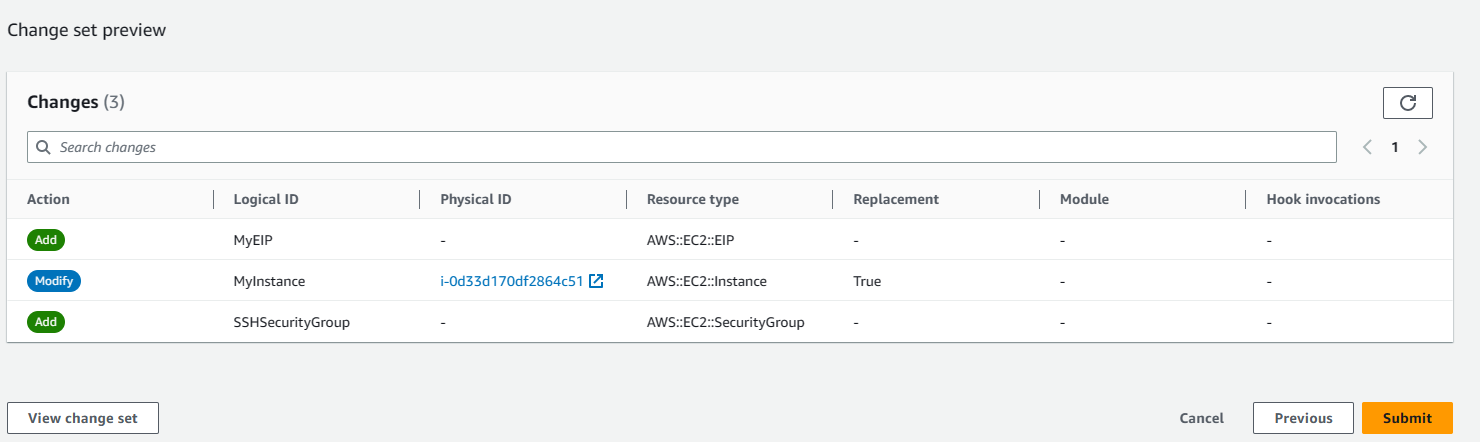 Change set preview
Changes (3)
Search changes
1
Action Logical ID Physical ID Resource type Replacement Module Hook invocations
Add MyEIP - AWS::EC2::EIP - - -
Modify MyInstance i-0d33d170df2864c51 AWS::EC2::Instance True - -
Add SSHSecurityGroup - AWS::EC2::SecurityGroup - - -
View change set Cancel Previous Submit